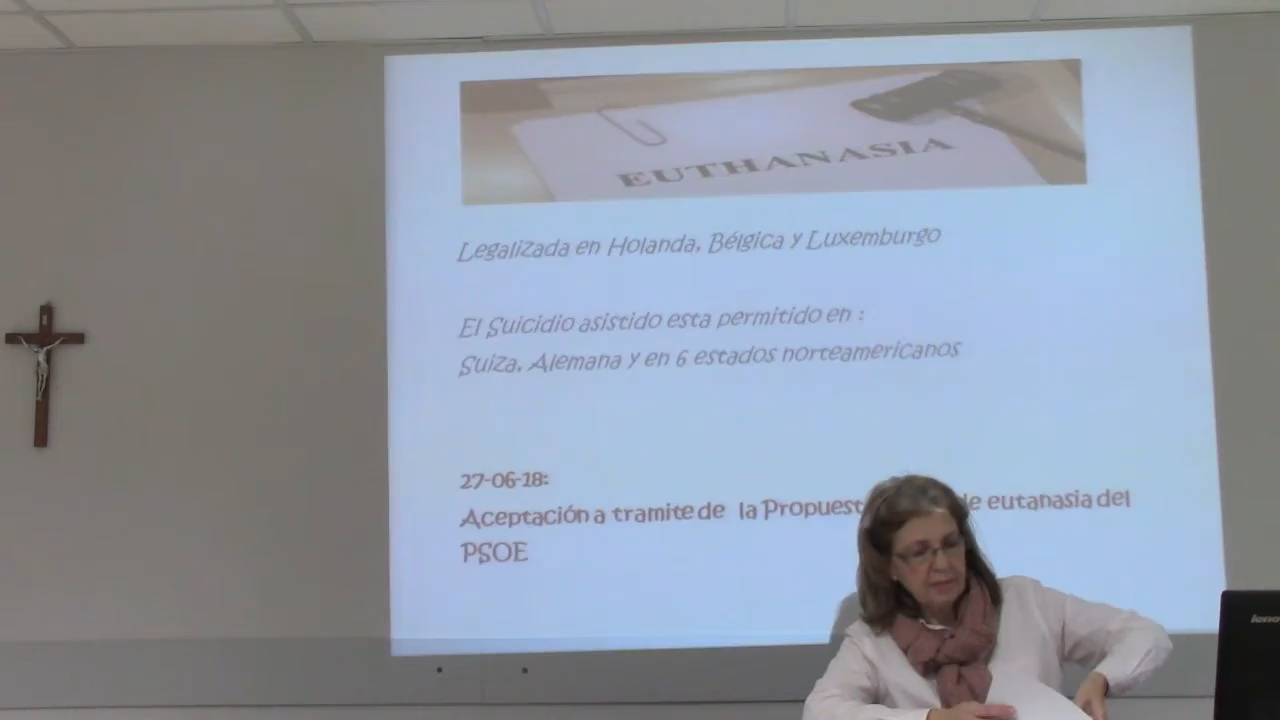 EUTHANASIA
Legalizada en Holanda, Bélgica y Luxemburgo
El Suicidio asistido esta permitido en :
Suiza, Alemana y en 6 estados norteamericanos
27-06-18:
Aceptación a tramite de la de eutanasia del
PSOE